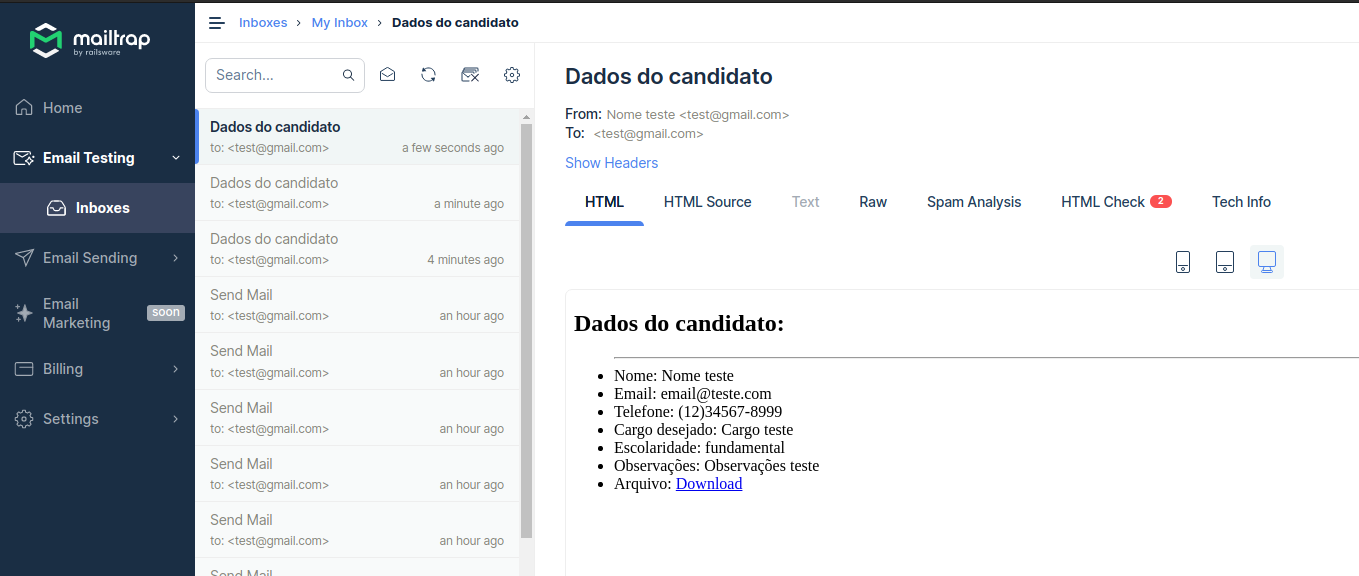 mailtrap
by railsware
Home
Email Testing
Inboxes
Email Sending
Email
Marketing
soon
Billing
Settings
Inboxes › My Inbox › Dados do candidato
Search...
Dados do candidato
to: <test@gmail.com> a few seconds ago
Dados do candidato
to: <test@gmail.com> a minute ago
Dados do candidato
to: <test@gmail.com> 4 minutes ago
Send Mail
to: <test@gmail.com> an hour ago
Send Mail
to: <test@gmail.com> an hour ago
Send Mail
to: <test@gmail.com> an hour ago
Send Mail
to: <test@gmail.com> an hour ago
Send Mail
to: <test@gmail.com> an hour ago
Send Mail
Dados do candidato
From: Nome teste <test@gmail.com>
To: <test@gmail.com>
Show Headers
HTML HTML Source Text Raw Spam Analysis HTML Check 2 Tech Info
Dados do candidato:
• Nome: Nome teste
• Email: email@teste.com
• Telefone: (12)34567-8999
• Cargo desejado: Cargo teste
• Escolaridade: fundamental
• Observações: Observações teste
• Arquivo: Download